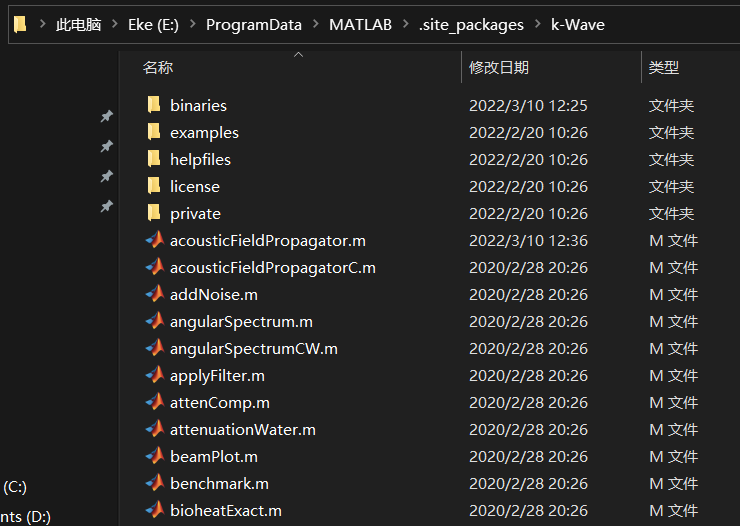 此电脑 > Eke (E:) > ProgramData > MATLAB > .site_packages > k-Wave
名称 修改日期 类型
binaries 2022/3/10 12:25 文件夹
examples 2022/2/20 10:26 文件夹
helpfiles 2022/2/20 10:26 文件夹
license 2022/2/20 10:26 文件夹
private 2022/2/20 10:26 文件夹
acousticFieldPropagator.m 2022/3/10 12:36 M 文件
acousticFieldPropagatorC.m 2020/2/28 20:26 M 文件
addNoise.m 2020/2/28 20:26 M 文件
angularSpectrum.m 2020/2/28 20:26 M 文件
angularSpectrumCW.m 2020/2/28 20:26 M 文件
applyFilter.m 2020/2/28 20:26 M 文件
attenComp.m 2020/2/28 20:26 M 文件
attenuationWater.m 2020/2/28 20:26 M 文件
beamPlot.m 2020/2/28 20:26 M 文件
(C:) benchmark.m 2020/2/28 20:26 M 文件
nts (D:) bioheatExact.m 2020/2/28 20:26 M 文件